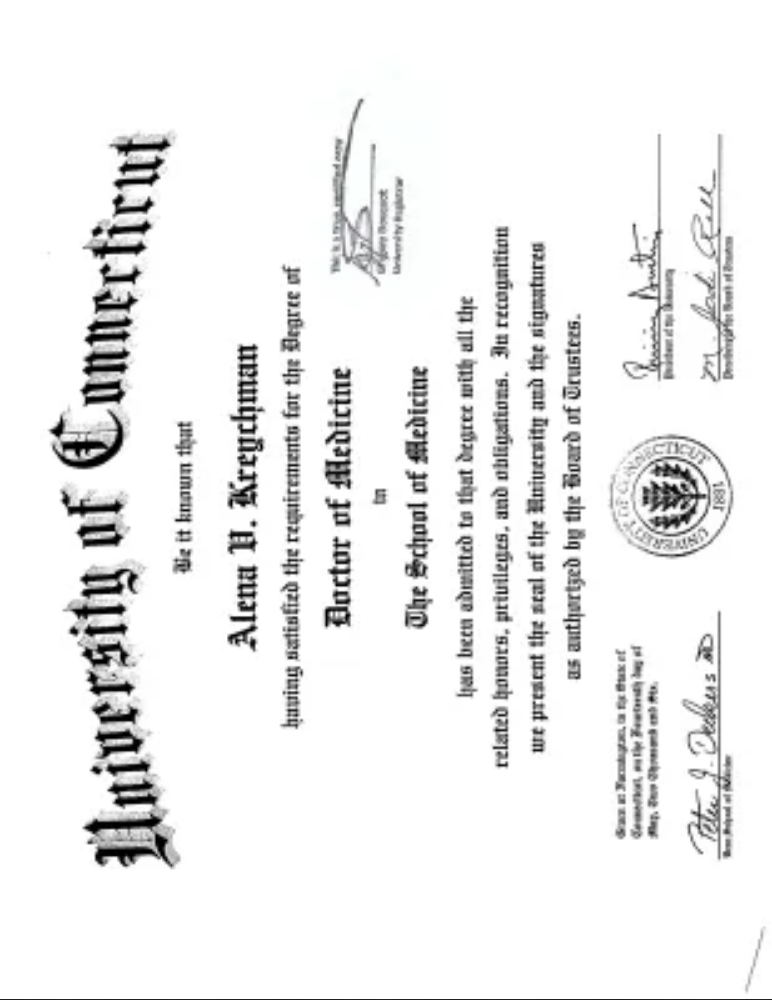 University of Connecticut
Be it known that
Alena V. Kreychman
having satisfied the requirements for the Degree of
Doctor of Medicine
in
The School of Medicine
has been admitted to that degree with all the
related honors, privileges, and obligations. In recognition
we present the seal of the University and the signatures
as authorized by the Board of Trustees.
This is a true certified copy
University Registrar
Given at Farmington, in the State of
Connecticut, on the Fourteenth day of
May, Two Thousand and Six.
Peter J. Deckers MD
Dean, School of Medicine
UNIVERSITY OF CONNECTICUT
1881
President of the University
M. Jodi Rell
President of the Board of Trustees